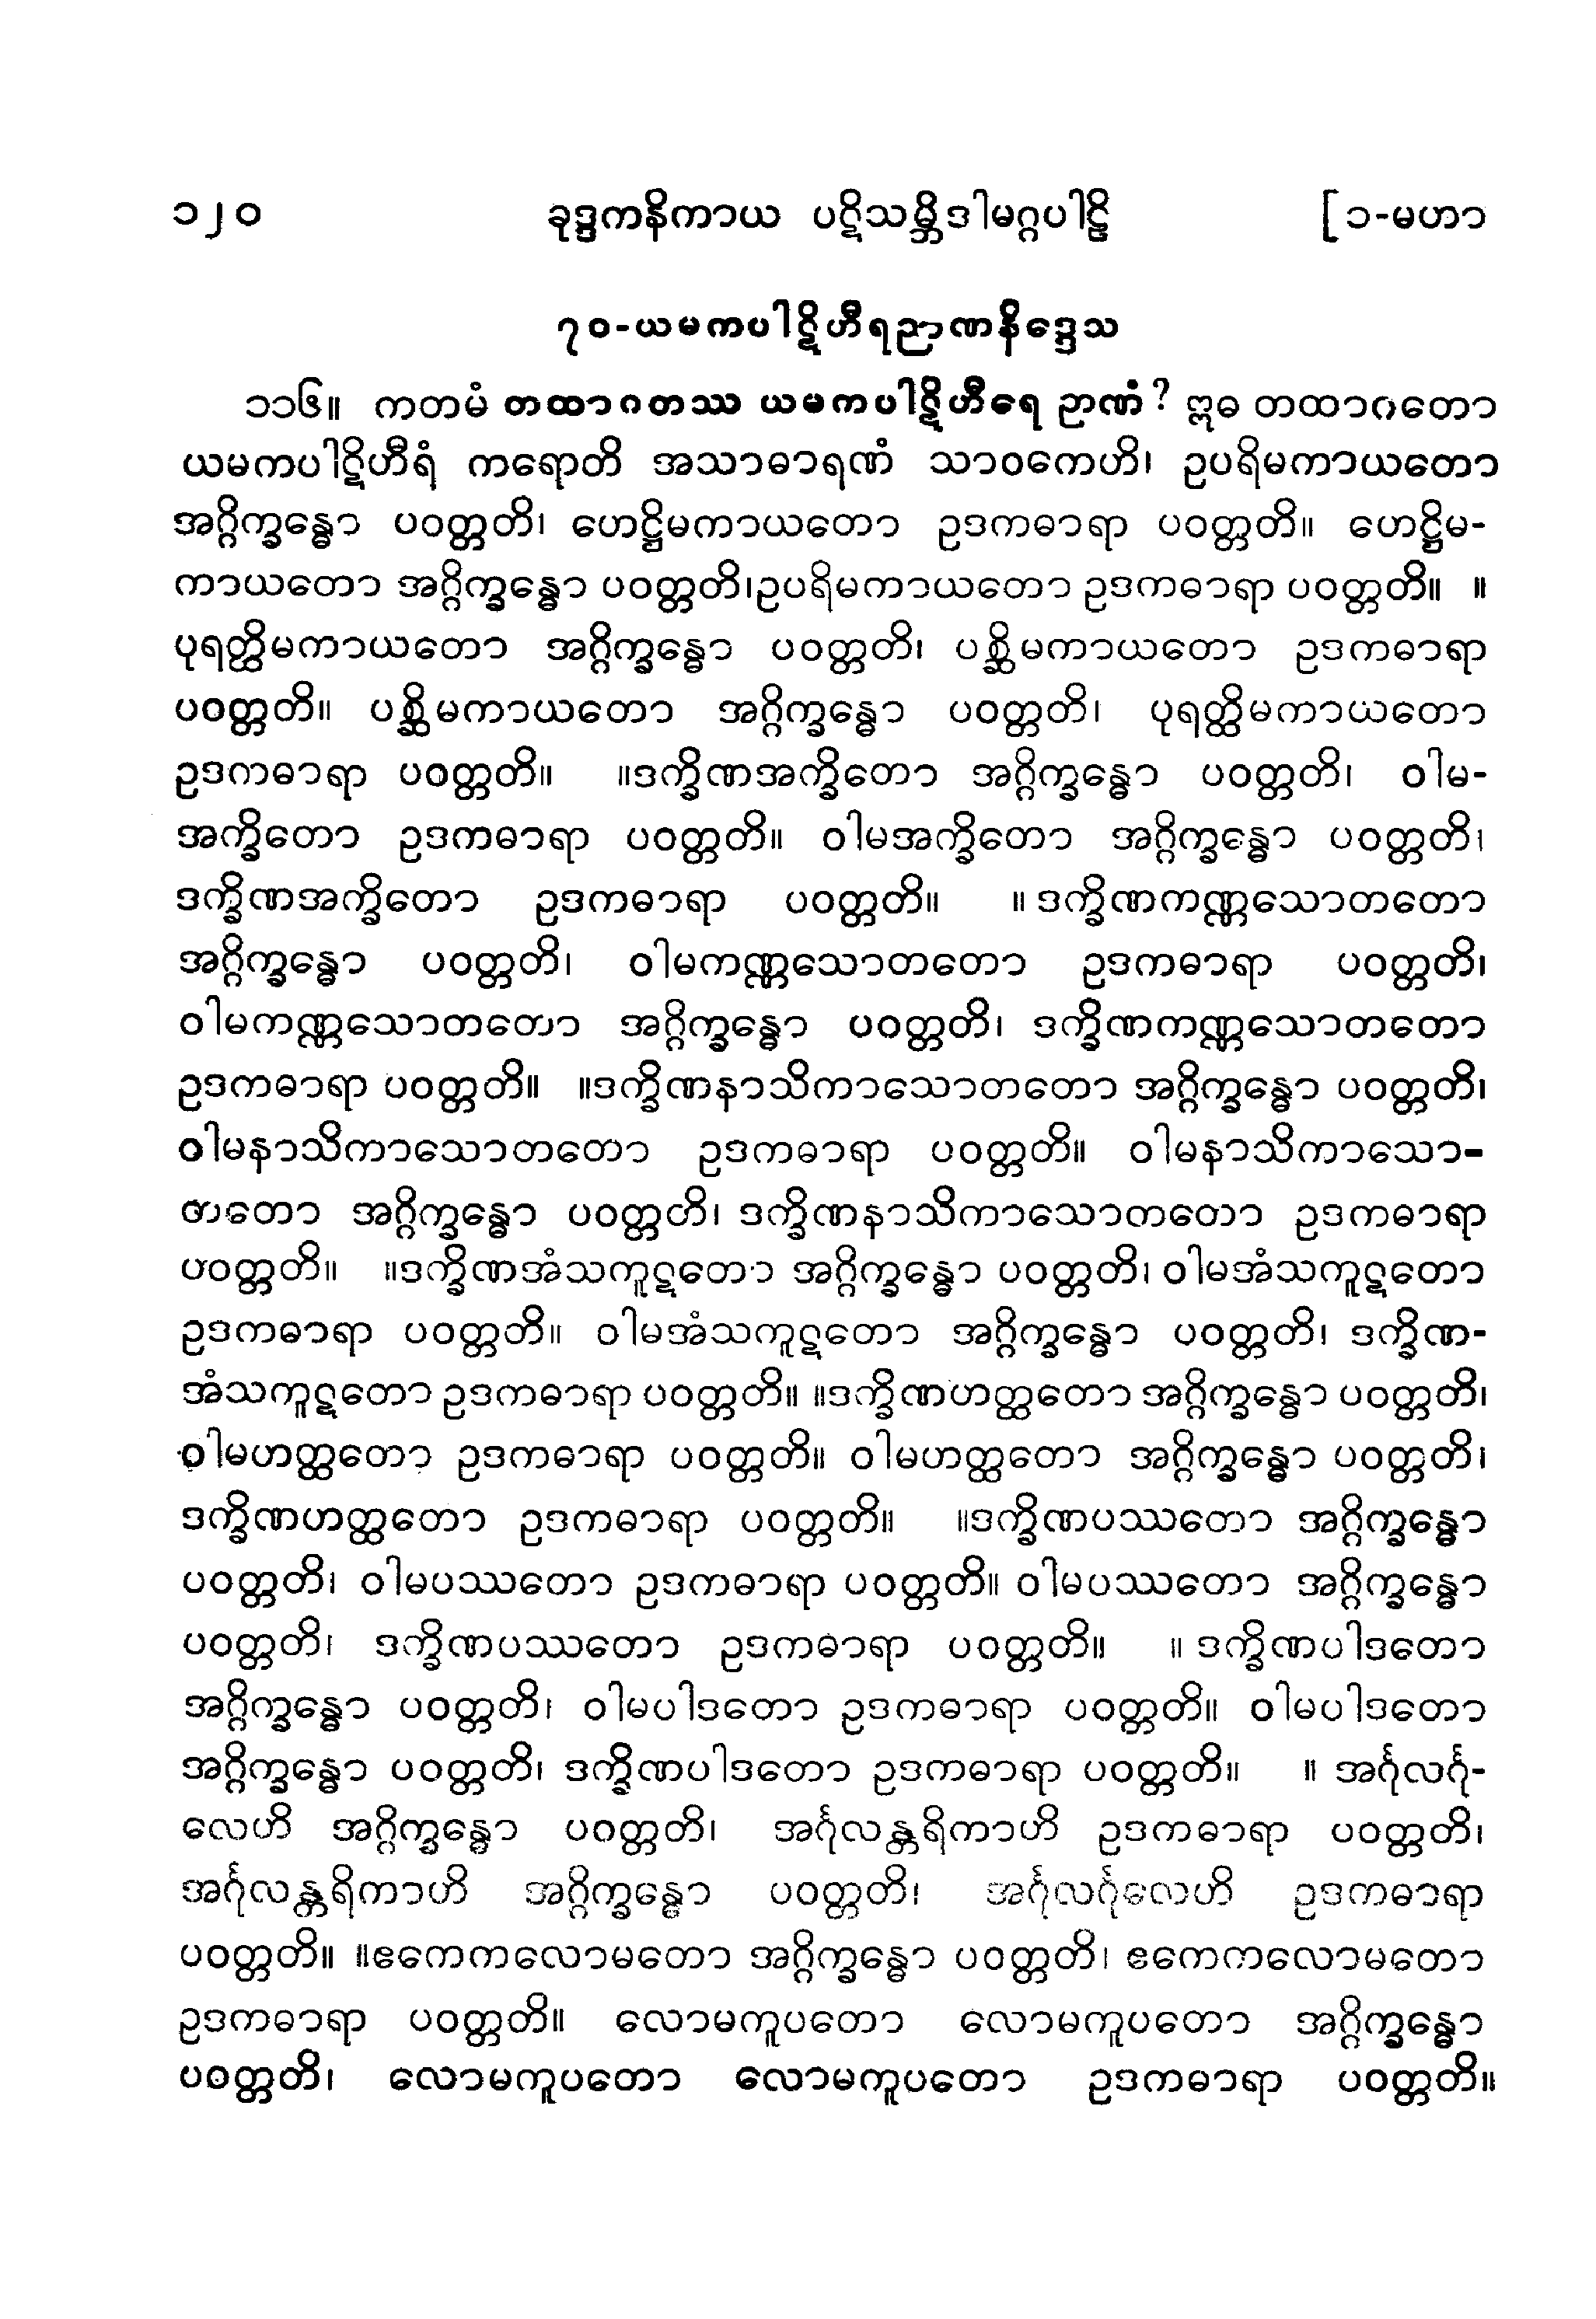 ၁၂၀ ခုဒ္ဒကနိကာယ ပဋိသမ္ဘိဒါမဂ္ဂပါဠိ [ ၁-မဟာ
၇၀-ယမကပါဋိဟီရဉာဏနိဒ္ဒေသ
၁၁၆။ ကတမံ တထာဂတဿ ယမကပါဋိဟီရေ ဉာဏံ? ဣဓ တထာဂတော
ယမကပါဋိဟီရံ ကရောတိ အသာဓာရဏံ သာဝကေဟိ၊ ဥပရိမကာယတော
အဂ္ဂိက္ခန္ဓော ပဝတ္တတိ၊ ဟေဋ္ဌိမကာယတော ဥဒကဓာရာ ပဝတ္တတိ။ ဟေဋ္ဌိမ-
ကာယတော အဂ္ဂိက္ခန္ဓော ပဝတ္တတိ၊ဥပရိမကာယတော ဥဒကဓာရာ ပဝတ္တတိ။ ။
ပုရတ္ထိမကာယတော အဂ္ဂိက္ခန္ဓော ပဝတ္တတိ၊ ပစ္ဆိမကာယတော ဥဒကဓာရာ
ပဝတ္တတိ။ ပစ္ဆိမကာယတော အဂ္ဂိက္ခန္ဓော ပဝတ္တတိ၊ ပုရတ္ထိမကာယတော
ဥဒကဓာရာ ပဝတ္တတိ။ ။ဒက္ခိဏအက္ခိတော အဂ္ဂိက္ခန္ဓော ပဝတ္တတိ၊ ဝါမ-
အက္ခိတော ဥဒကဓာရာ ပဝတ္တတိ။ ဝါမအက္ခိတော အဂ္ဂိက္ခန္ဓော ပဝတ္တတိ၊
ဒက္ခိဏအက္ခိတော ဥဒကဓာရာ ပဝတ္တတိ။ ။ ဒက္ခိဏကဏ္ဏသောတတော
အဂ္ဂိက္ခန္ဓော ပဝတ္တတိ၊ ဝါမကဏ္ဏသောတတော ဥဒကဓာရာ ပဝတ္တတိ၊
ဝါမကဏ္ဏသောတတော အဂ္ဂိက္ခန္ဓော ပဝတ္တတိ၊ ဒက္ခိဏကဏ္ဏသောတတော
ဥဒကဓာရာ ပဝတ္တတိ။ ။ဒက္ခိဏနာသိကာသောတတော အဂ္ဂိက္ခန္ဓော ပဝတ္တတိ၊
ဝါမနာသိကာသောတတော ဥဒကဓာရာ ပဝတ္တတိ။ ဝါမနာသိကာသော-
တတော အဂ္ဂိက္ခန္ဓော ပဝတ္တတိ၊ ဒက္ခိဏနာသိကာသောတတော ဥဒကဓာရာ
ပဝတ္တတိ။ ။ဒက္ခိဏအံသကူဋတော အဂ္ဂိက္ခန္ဓော ပဝတ္တတိ၊ ဝါမအံသကူဋတော
ဥဒကဓာရာ ပဝတ္တတိ။ ဝါမအံသကူဋတော အဂ္ဂိက္ခန္ဓော ပဝတ္တတိ၊ ဒက္ခိဏ-
အံသကူဋတော ဥဒကဓာရာ ပဝတ္တတိ။ ။ဒက္ခိဏဟတ္ထတော အဂ္ဂိက္ခန္ဓော ပဝတ္တတိ၊
ဝါမဟတ္ထတော ဥဒကဓာရာ ပဝတ္တတိ။ ဝါမဟတ္ထတော အဂ္ဂိက္ခန္ဓော ပဝတ္တတိ၊
ဒက္ခိဏဟတ္ထတော ဥဒကဓာရာ ပဝတ္တတိ။ ။ဒက္ခိဏပဿတော အဂ္ဂိက္ခန္ဓော
ပဝတ္တတိ၊ ဝါမပဿတော ဥဒကဓာရာ ပဝတ္တတိ။ ဝါမပဿတော အဂ္ဂိက္ခန္ဓော
ပဝတ္တတိ၊ ဒက္ခိဏပဿတော ဥဒကဓာရာ ပဝတ္တတိ။ ။ ဒက္ခိဏပါဒတော
အဂ္ဂိက္ခန္ဓော ပဝတ္တတိ၊ ဝါမပါဒတော ဥဒကဓာရာ ပဝတ္တတိ။ ဝါမပါဒတော
အဂ္ဂိက္ခန္ဓော ပဝတ္တတိ၊ ဒက္ခိဏပါဒတော ဥဒကဓာရာ ပဝတ္တတိ။ ။ အင်္ဂုလင်္ဂု-
လေဟိ အဂ္ဂိက္ခန္ဓော ပဝတ္တတိ၊ အင်္ဂုလန္တရိကာဟိ ဥဒကဓာရာ ပဝတ္တတိ၊
အင်္ဂုလန္တရိကာဟိ အဂ္ဂိက္ခန္ဓော ပဝတ္တတိ၊ အင်္ဂုလင်္ဂုလေဟိ ဥဒကဓာရာ
ပဝတ္တတိ။ ။ဧကေကလောမတော အဂ္ဂိက္ခန္ဓော ပဝတ္တတိ၊ ဧကေကလောမတော
ဥဒကဓာရာ ပဝတ္တတိ။ လောမကူပတော လောမကူပတော အဂ္ဂိက္ခန္ဓော
ပဝတ္တတိ၊ လောမကူပတော လောမကူပတော ဥဒကဓာရာ ပဝတ္တတိ။